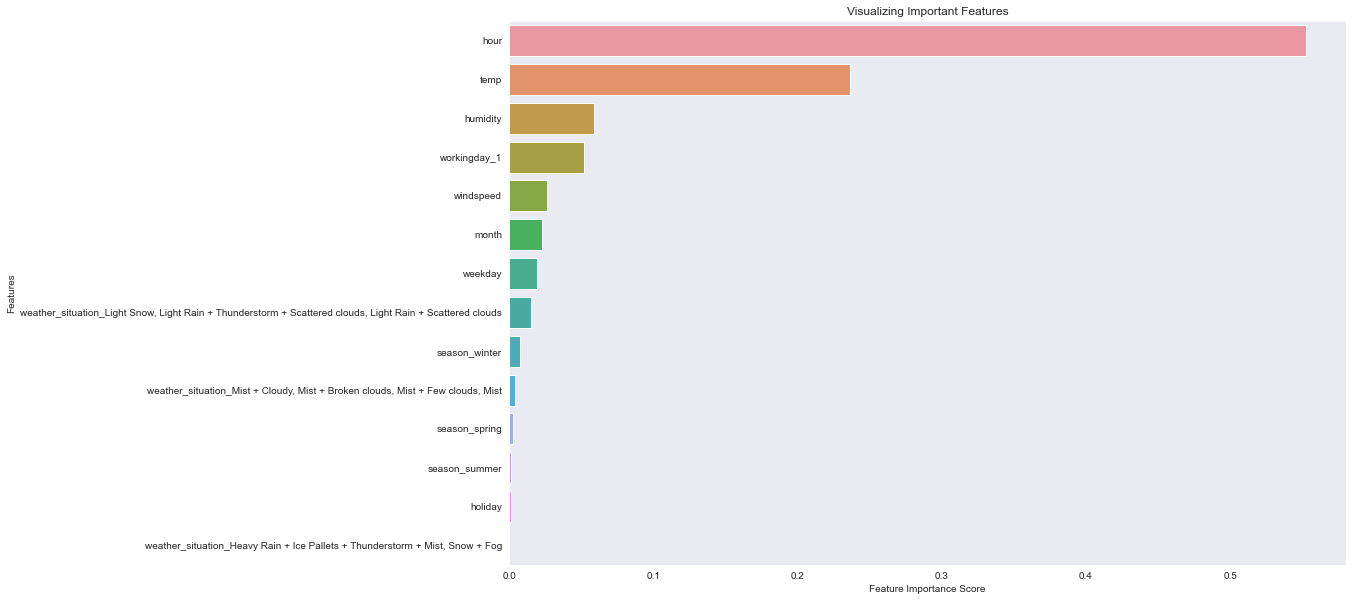 Visualizing Important Features
hour
temp
humidity
workingday_1
windspeed
month
weekday
weather_situation_Light Snow, Light Rain + Thunderstorm + Scattered clouds, Light Rain + Scattered clouds
season_winter
weather_situation_Mist + Cloudy, Mist + Broken clouds, Mist + Few clouds, Mist
season_spring
season_summer
holiday
weather_situation_Heavy Rain + Ice Pallets + Thunderstorm + Mist, Snow + Fog
Features
0.0 0.1 0.2 0.3 0.4 0.5
Feature Importance Score